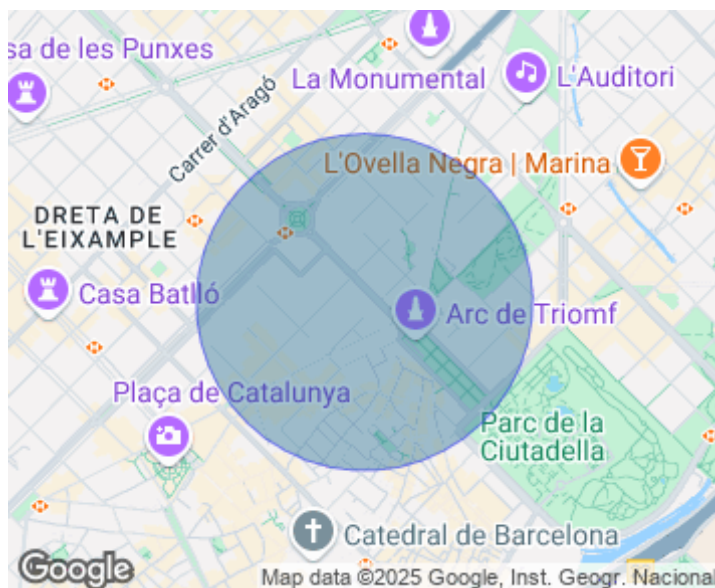 sa de les Punxes
La Monumental
L'Auditori
Carrer d'Aragó
L'Ovella Negra | Marina
DRETA DE
L'EIXAMPLE
Casa Batlló
Arc de Triomf
Plaça de Catalunya
Parc de la
Ciutadella
Catedral de Barcelona
Google
Map data ©2025 Google, Inst. Geogr. Nacional